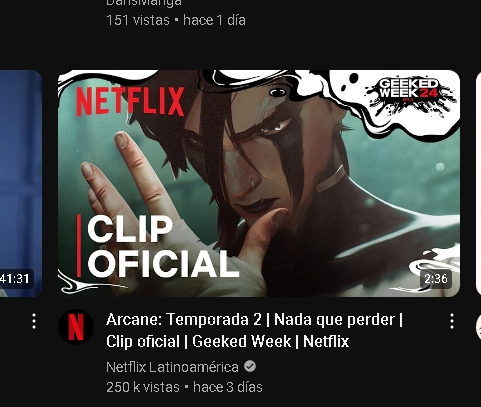 DarisManga
151 vistas • hace 1 día
NETFLIX
GEEKED
WEEK 24
CLIP
OFICIAL
41:31
2:36
N
Arcane: Temporada 2 | Nada que perder |
Clip oficial | Geeked Week | Netflix
Netflix Latinoamérica
250 k vistas • hace 3 días